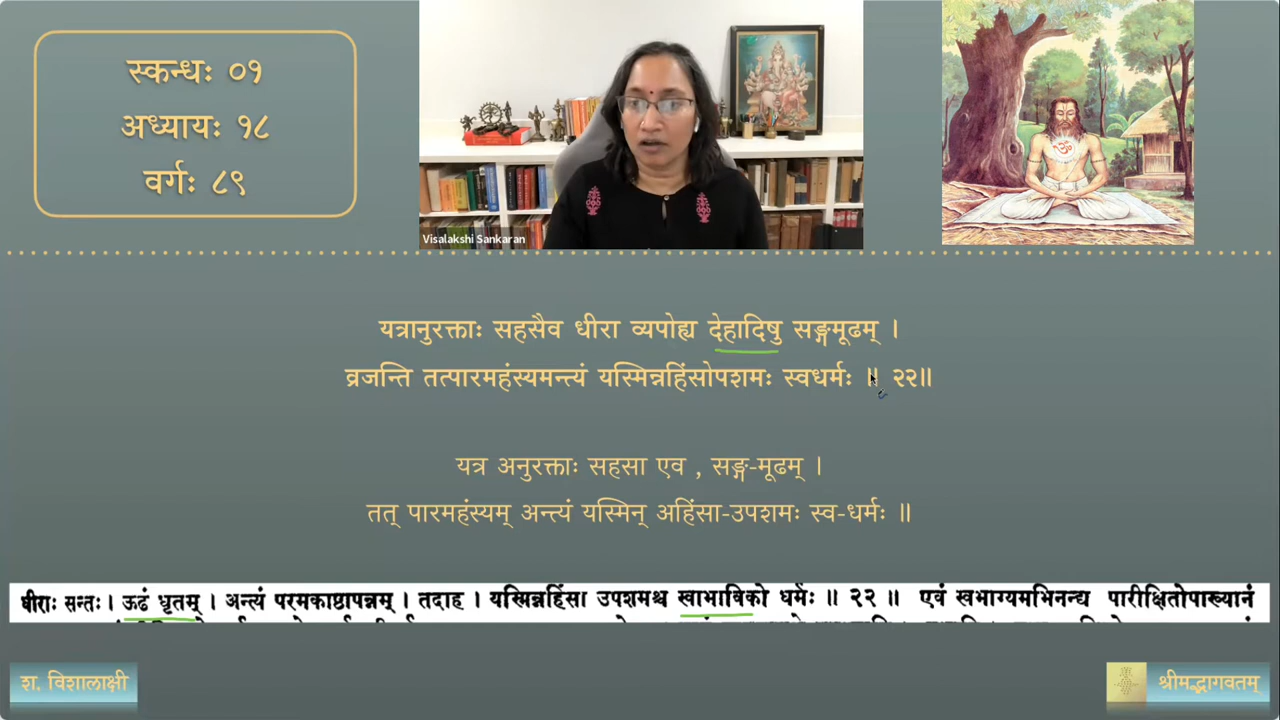 स्कन्धः ०१
अध्यायः १८
वर्गः ८९
Visalakshi Sankaran
यत्रानुरक्ताः सहसैव धीरा व्यपोह्य देहादिषु सङ्गमूढम् ।
व्रजन्ति तत्पारमहंस्यमन्त्यं यस्मिन्नहिंसोपशमः स्वधर्मः ॥ २२॥
यत्र अनुरक्ताः सहसा एव , सङ्ग-मूढम् ।
तत् पारमहंस्यम् अन्त्यं यस्मिन् अहिंसा-उपशमः स्व-धर्मः ॥
धीराः सन्तः । ऊढं धृतम् । अन्त्यं परमकाष्ठापन्नम् । तदाह । यस्मिन्नहिंसा उपशमश्च स्वाभाविको धर्मः ॥ २२ ॥ एवं स्वभाग्यमभिनन्द्य पारीक्षितोपाख्यानं
श. विशालाक्षी
श्रीमद्भागवतम्